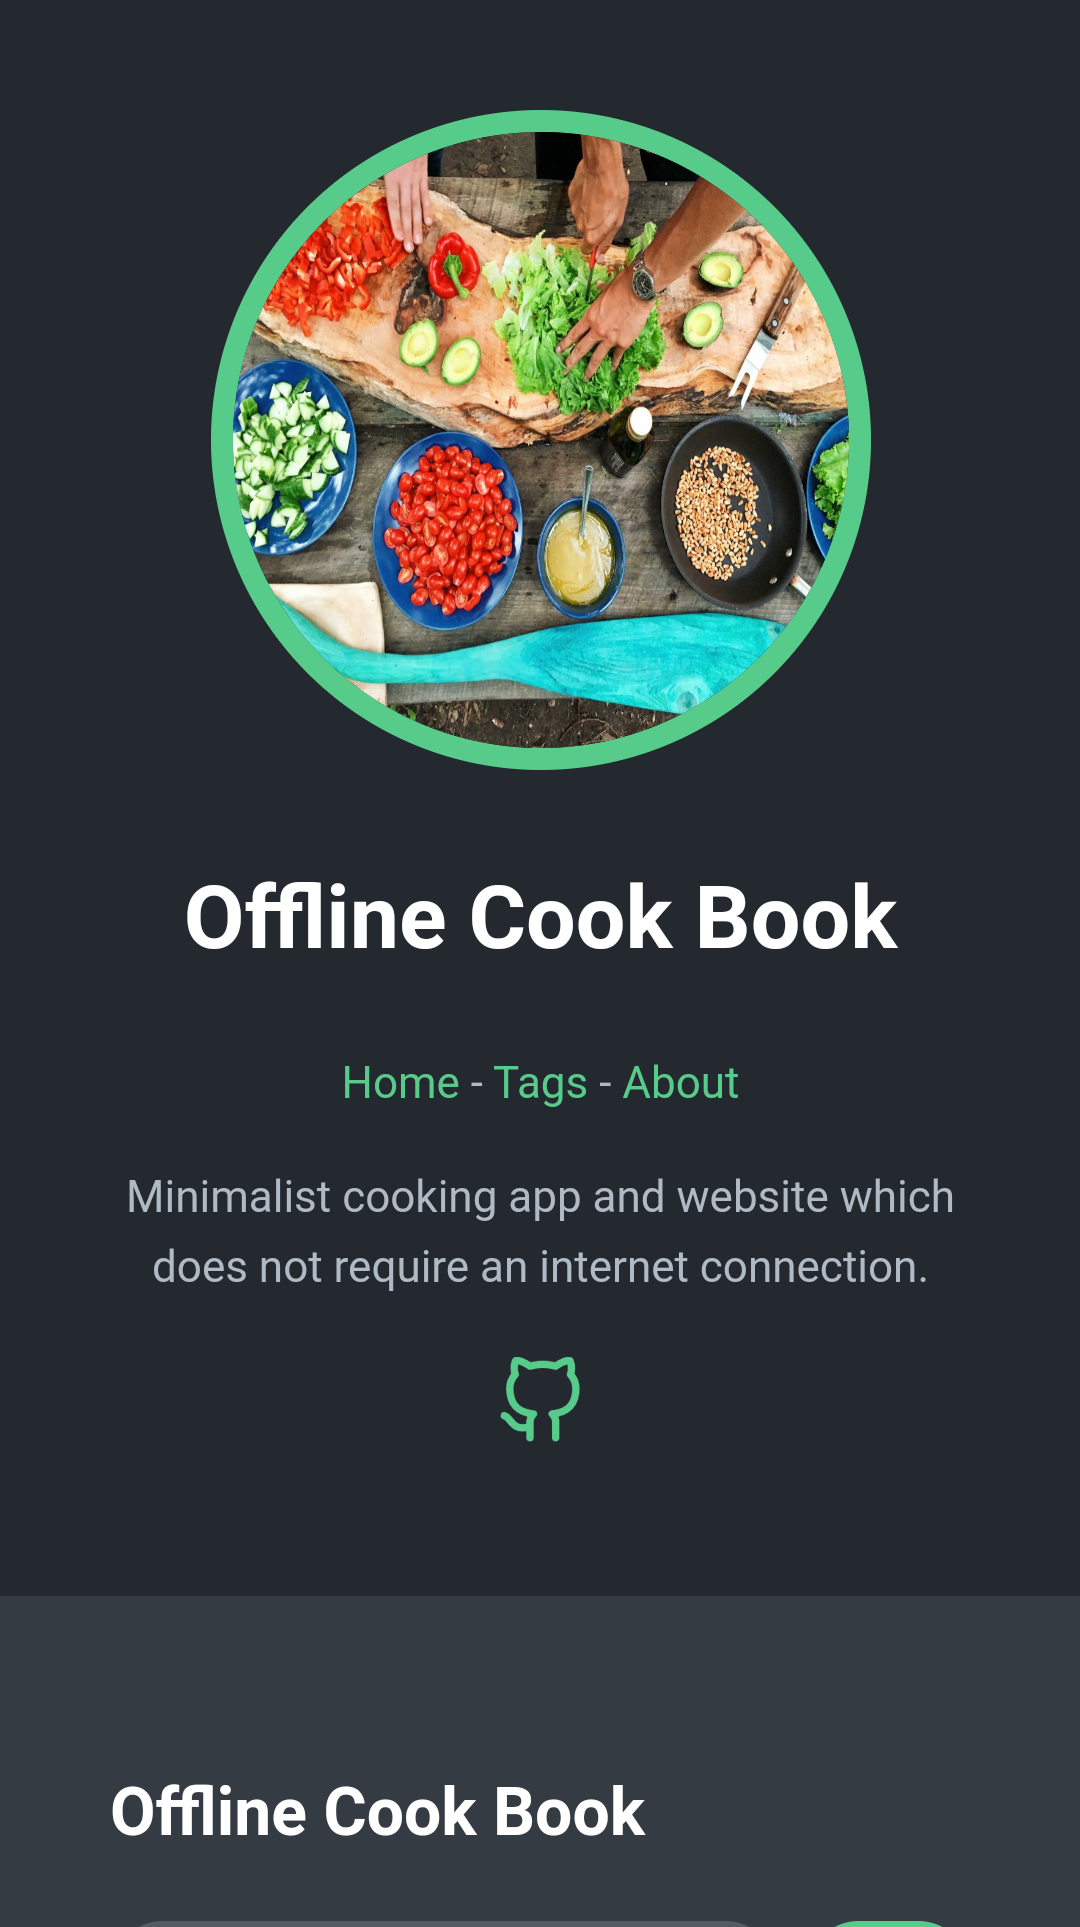 Offline Cook Book
Home - Tags - About
Minimalist cooking app and website which
does not require an internet connection.
Offline Cook Book